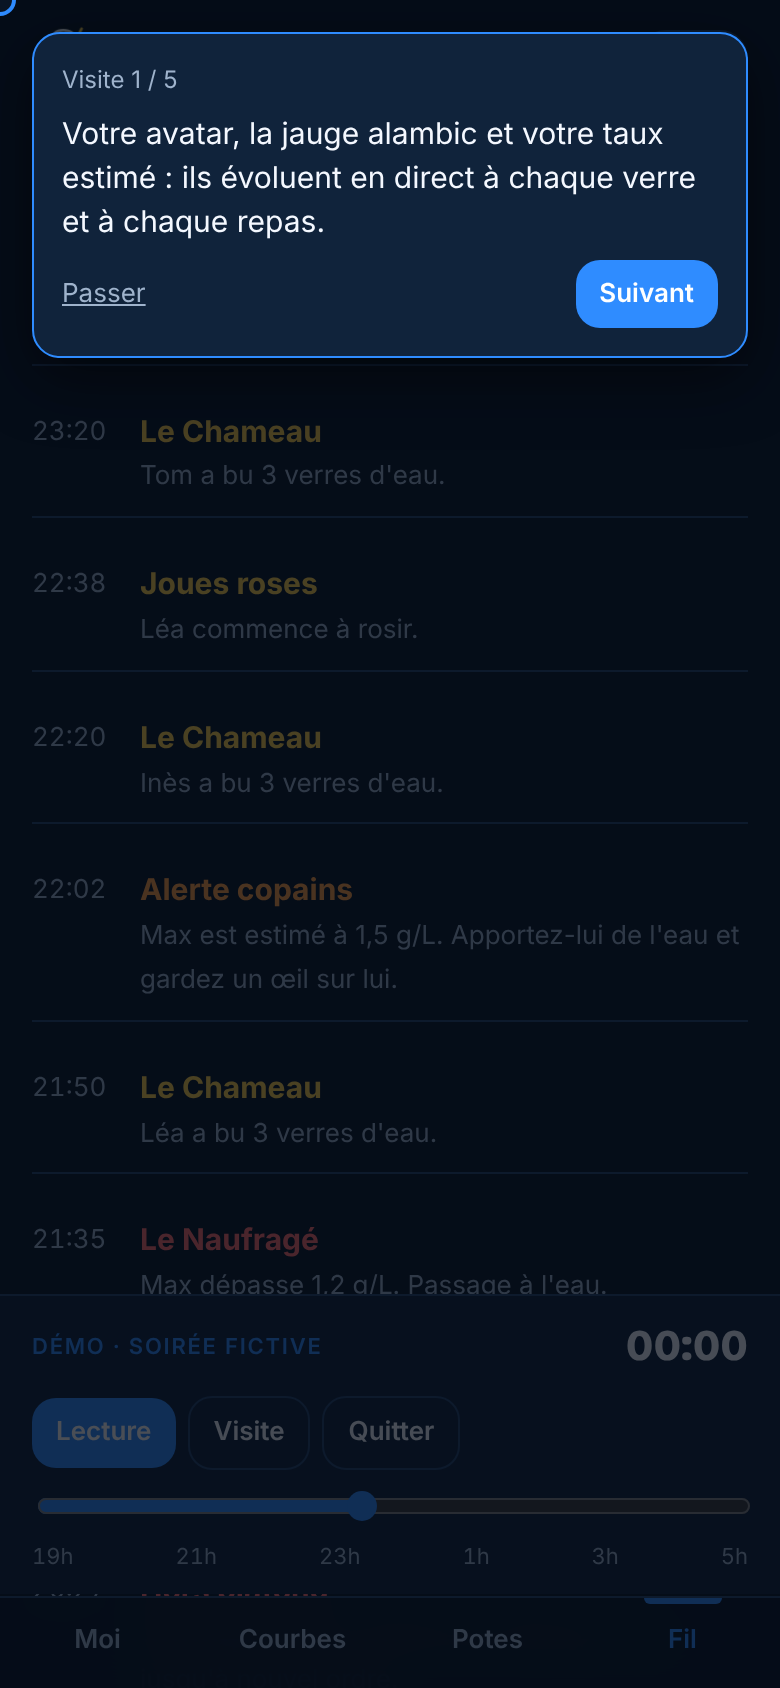 Visite 1 / 5
Votre avatar, la jauge alambic et votre taux
estimé : ils évoluent en direct à chaque verre
et à chaque repas.
Passer
Suivant
23:20
Le Chameau
Tom a bu 3 verres d'eau.
22:38
Joues roses
Léa commence à rosir.
22:20
Le Chameau
Inès a bu 3 verres d'eau.
22:02
Alerte copains
Max est estimé à 1,5 g/L. Apportez-lui de l'eau et
gardez un œil sur lui.
21:50
Le Chameau
Léa a bu 3 verres d'eau.
21:35
Le Naufragé
Max dépasse 1,2 g/L. Passage à l'eau.
DÉMO · SOIRÉE FICTIVE
00:00
Lecture
Visite
Quitter
19h 21h 23h 1h 3h 5h
Moi
Courbes
Potes
Fil